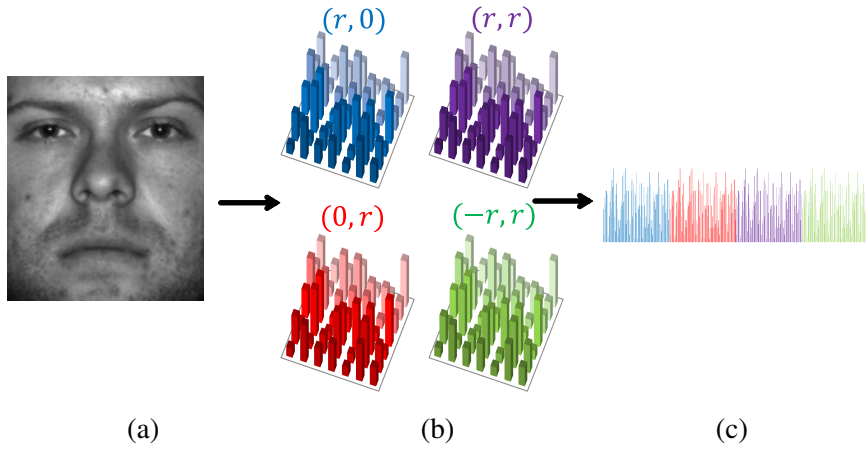 (r, 0)
(r, r)
(0, r)
(−r, r)
(a)
(b)
(c)